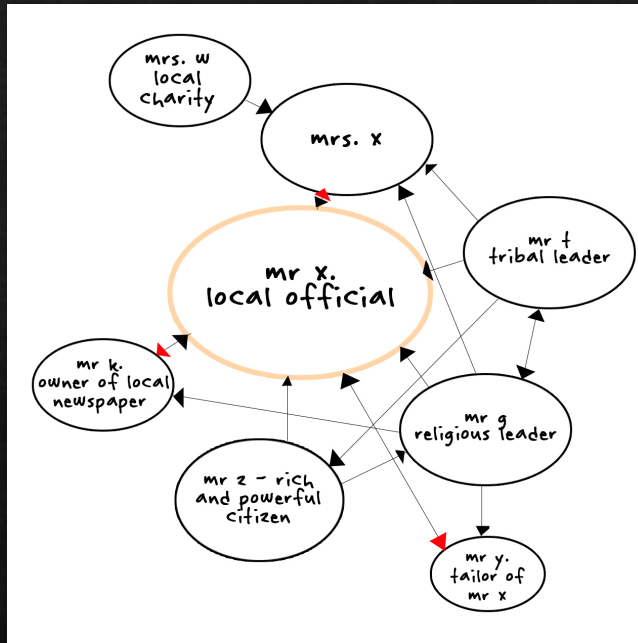 mrs. w
local
charity
mrs. x
mr t
tribal leader
mr x.
local official
mr k.
owner of local
newspaper
mr g
religious leader
mr z - rich
and powerful
citizen
mr y.
tailor of
mr x